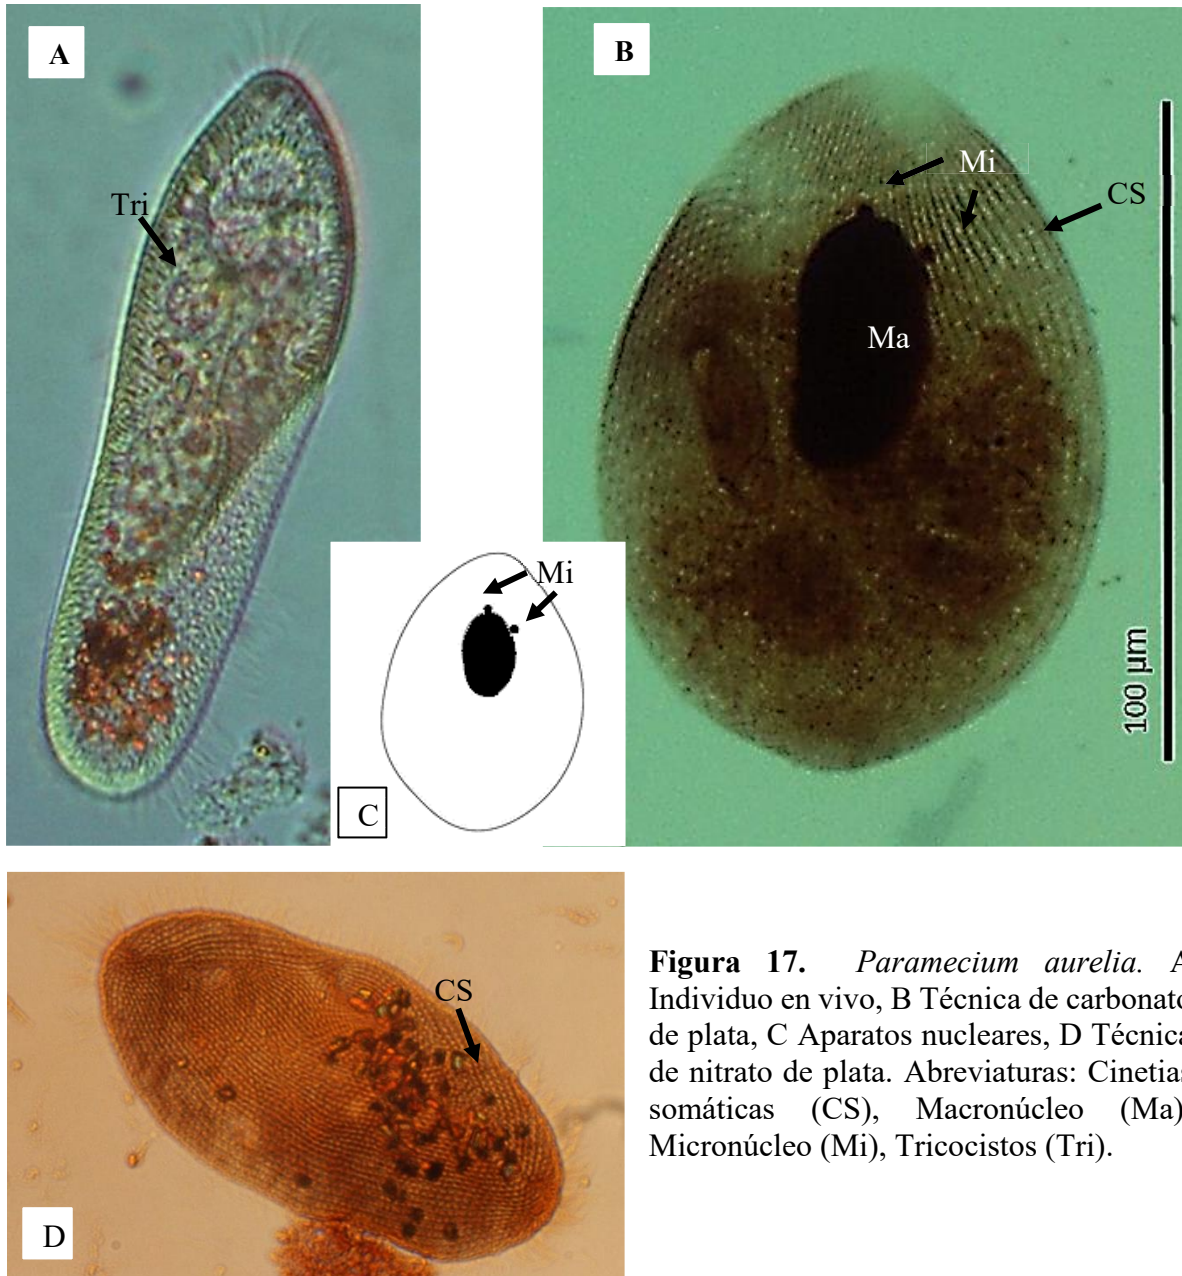 A
B
Tri
Mi
CS
Ma
Mi
C
100 µm
CS
D
Figura 17. Paramecium aurelia. A
Individuo en vivo, B Técnica de carbonato
de plata, C Aparatos nucleares, D Técnica
de nitrato de plata. Abreviaturas: Cinetias
somáticas (CS), Macronúcleo (Ma)
Micronúcleo (Mi), Tricocistos (Tri).